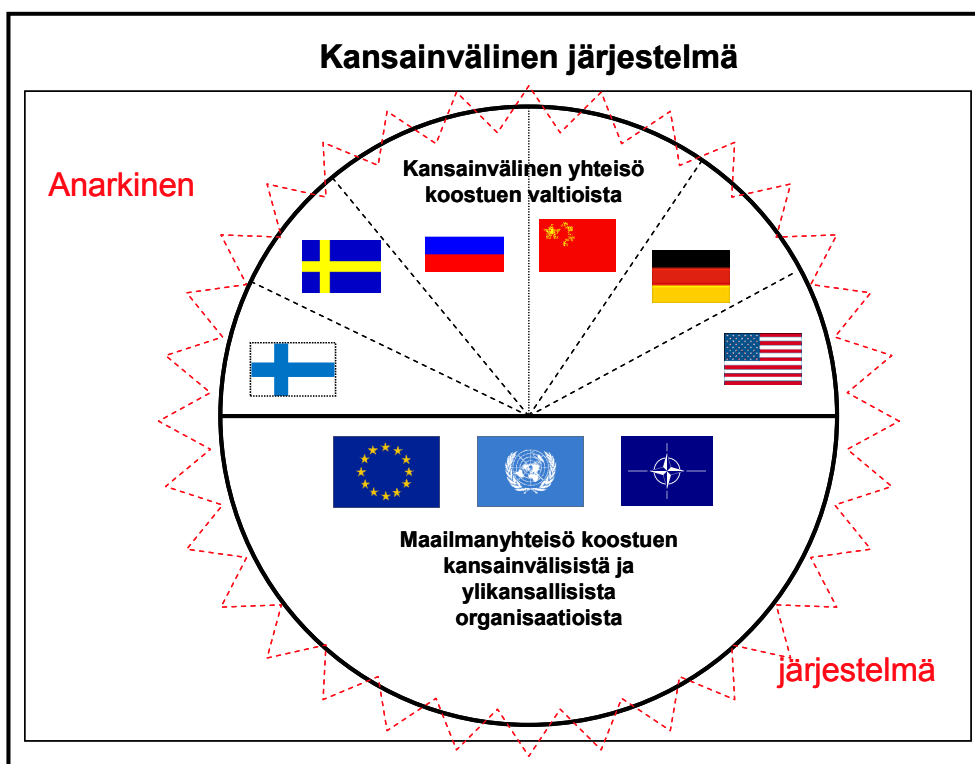 Kansainvälinen järjestelmä
Anarkinen
Kansainvälinen yhteisö
koostuen valtioista
Maailmanyhteisö koostuen
kansainvälisistä ja
ylikansallisista
organisaatioista
järjestelmä